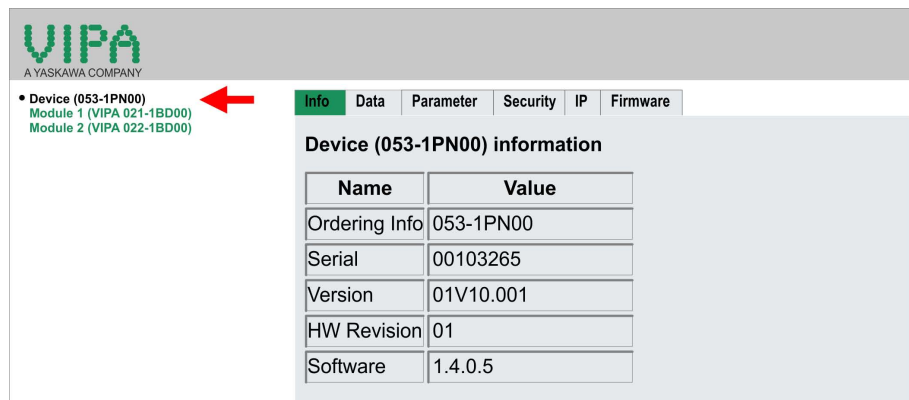 VIPA
A YASKAWA COMPANY
• Device (053-1PN00)
Module 1 (VIPA 021-1BD00)
Module 2 (VIPA 022-1BD00)
Info Data Parameter Security IP Firmware
Device (053-1PN00) information
Name Value
Ordering Info 053-1PN00
Serial 00103265
Version 01V10.001
HW Revision 01
Software 1.4.0.5